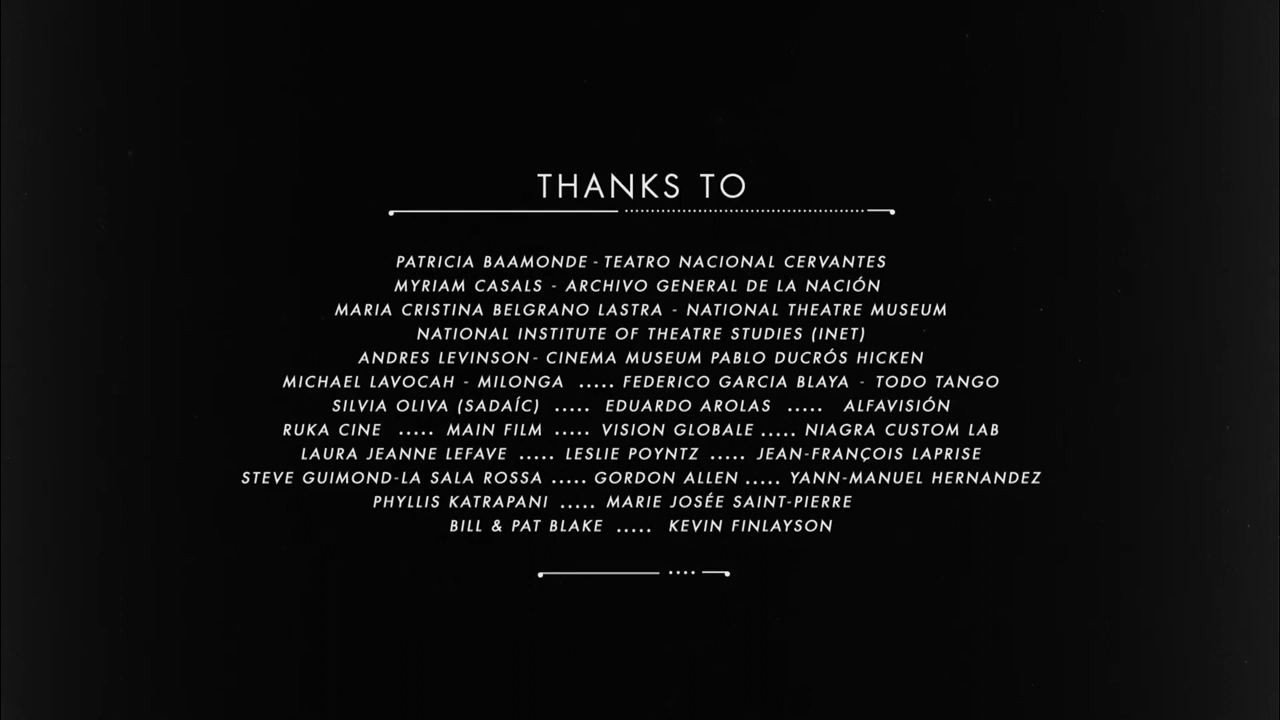 THANKS TO
PATRICIA BAAMONDE - TEATRO NACIONAL CERVANTES
MYRIAM CASALS - ARCHIVO GENERAL DE LA NACIÓN
MARIA CRISTINA BELGRANO LASTRA - NATIONAL THEATRE MUSEUM
NATIONAL INSTITUTE OF THEATRE STUDIES (INET)
ANDRES LEVINSON- CINEMA MUSEUM PABLO DUCRÓS HICKEN
MICHAEL LAVOCAH - MILONGA ..... FEDERICO GARCIA BLAYA - TODO TANGO
SILVIA OLIVA (SADAÍC) ..... EDUARDO AROLAS ..... ALFAVISIÓN
RUKA CINE ..... MAIN FILM ..... VISION GLOBALE ..... NIAGRA CUSTOM LAB
LAURA JEANNE LEFAVE ..... LESLIE POYNTZ ..... JEAN-FRANÇOIS LAPRISE
STEVE GUIMOND-LA SALA ROSSA ..... GORDON ALLEN ..... YANN-MANUEL HERNANDEZ
PHYLLIS KATRAPANI ..... MARIE JOSÉE SAINT-PIERRE
BILL & PAT BLAKE ..... KEVIN FINLAYSON